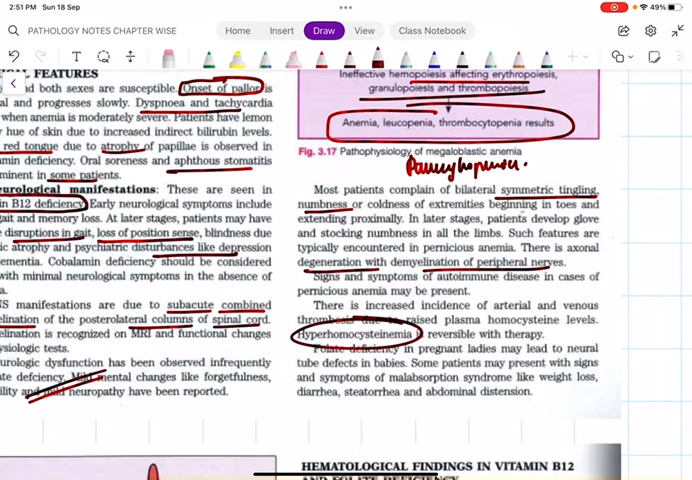 2:51 PM Sun 18 Sep
49%
PATHOLOGY NOTES CHAPTER WISE
Home Insert Draw View Class Notebook
FEATURES
and both sexes are susceptible. Onset of pallor is
al and progresses slowly. Dyspnoea and tachycardia
when anemia is moderately severe. Patients have lemon
hue of skin due to increased indirect bilirubin levels.
red tongue due to atrophy of papillae is observed in
amin deficiency. Oral soreness and aphthous stomatitis
minent in some patients.
eurological manifestations: These are seen in
in B12 deficiency. Early neurological symptoms include
gait and memory loss. At later stages, patients may have
disruptions in gait, loss of position sense, blindness due
ic atrophy and psychiatric disturbances like depression
ementia. Cobalamin deficiency should be considered
with minimal neurological symptoms in the absence of
a.
NS manifestations are due to subacute combined
elination of the posterolateral columns of spinal cord.
elination is recognized on MRI and functional changes
ysiologic tests.
eurologic dysfunction has been observed infrequently
ate defciency. Mild mental changes like forgetfulness,
ility and mild neuropathy have been reported.
Ineffective hemopoiesis affecting erythropoiesis,
granulopoiesis and thrombopoiesis
Anemia, leucopenia, thrombocytopenia results
Fig. 3.17 Pathophysiology of megaloblastic anemia
Most patients complain of bilateral symmetric tingling,
numbness or coldness of extremities beginning in toes and
extending proximally. In later stages, patients develop glove
and stocking numbness in all the limbs. Such features are
typically encountered in pernicious anemia. There is axonal
degeneration with demyelination of peripheral nerves.
Signs and symptoms of autoimmune disease in cases of
pernicious anemia may be present.
There is increased incidence of arterial and venous
thrombosis due to raised plasma homocysteine levels.
Hyperhomocysteinemia is reversible with therapy.
Folate deficiency in pregnant ladies may lead to neural
tube defects in babies. Some patients may present with signs
and symptoms of malabsorption syndrome like weight loss,
diarrhea, steatorrhea and abdominal distension.
HEMATOLOGICAL FINDINGS IN VITAMIN B12
AND FOLATE DEFICIENCY